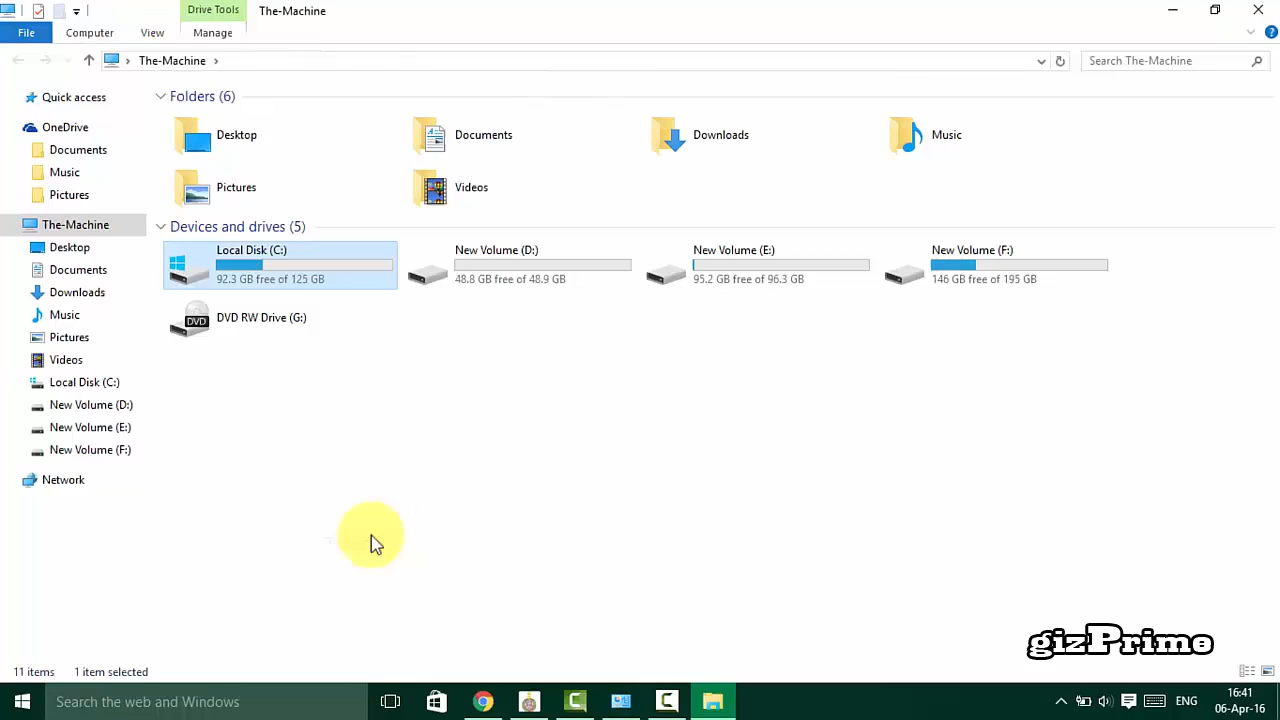 Drive Tools The-Machine
File Computer View Manage
The-Machine Search The-Machine
Quick access
OneDrive
Documents
Music
Pictures
The-Machine
Desktop
Documents
Downloads
Music
Pictures
Videos
Local Disk (C:)
New Volume (D:)
New Volume (E:)
New Volume (F:)
Network
Folders (6)
Desktop Documents Downloads Music
Pictures Videos
Devices and drives (5)
Local Disk (C:) New Volume (D:) New Volume (E:) New Volume (F:)
92.3 GB free of 125 GB 48.8 GB free of 48.9 GB 95.2 GB free of 96.3 GB 146 GB free of 195 GB
DVD DVD RW Drive (G:)
gizPrime
11 items 1 item selected
Search the web and Windows ENG 16:41
06-Apr-16